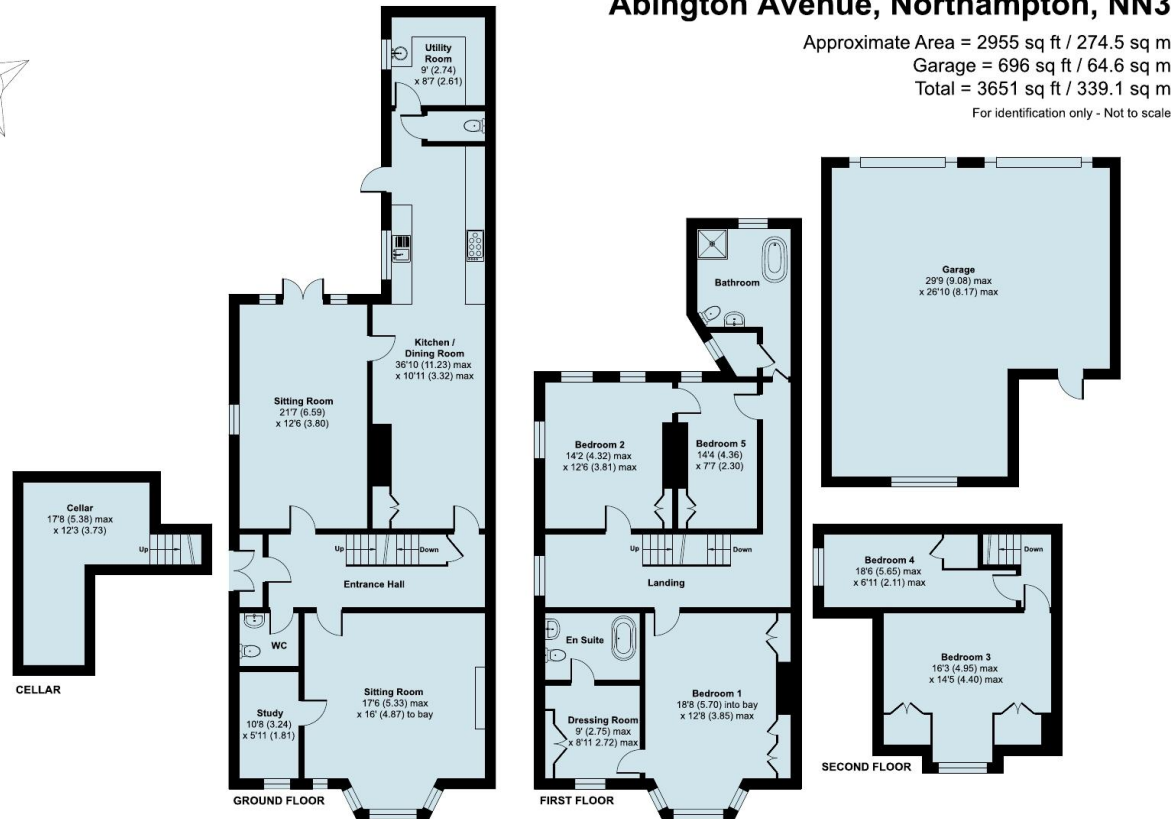 Abington Avenue, Northampton, NN3
Approximate Area = 2955 sq ft / 274.5 sq m
Garage = 696 sq ft / 64.6 sq m
Total = 3651 sq ft / 339.1 sq m
For identification only - Not to scale
Utility
Room
9' (2.74)
x 8'7 (2.61)
Kitchen /
Dining Room
36'10 (11.23) max
x 10'11 (3.32) max
Sitting Room
21'7 (6.59)
x 12'6 (3.80)
Up
Down
Entrance Hall
WC
Sitting Room
17'6 (5.33) max
x 16' (4.87) to bay
Study
10'8 (3.24)
x 5'11 (1.81)
GROUND FLOOR
Cellar
17'8 (5.38) max
x 12'3 (3.73)
Up
CELLAR
Bathroom
Bedroom 2
14'2 (4.32) max
x 12'6 (3.81) max
Bedroom 5
14'4 (4.36)
x 7'7 (2.30)
Up
Down
Landing
En Suite
Bedroom 1
18'8 (5.70) into bay
x 12'8 (3.85) max
Dressing Room
9' (2.75) max
x 8'11 2.72) max
FIRST FLOOR
Garage
29'9 (9.08) max
x 26'10 (8.17) max
Bedroom 4
18'6 (5.65) max
x 6'11 (2.11) max
Down
Bedroom 3
16'3 (4.95) max
x 14'5 (4.40) max
SECOND FLOOR